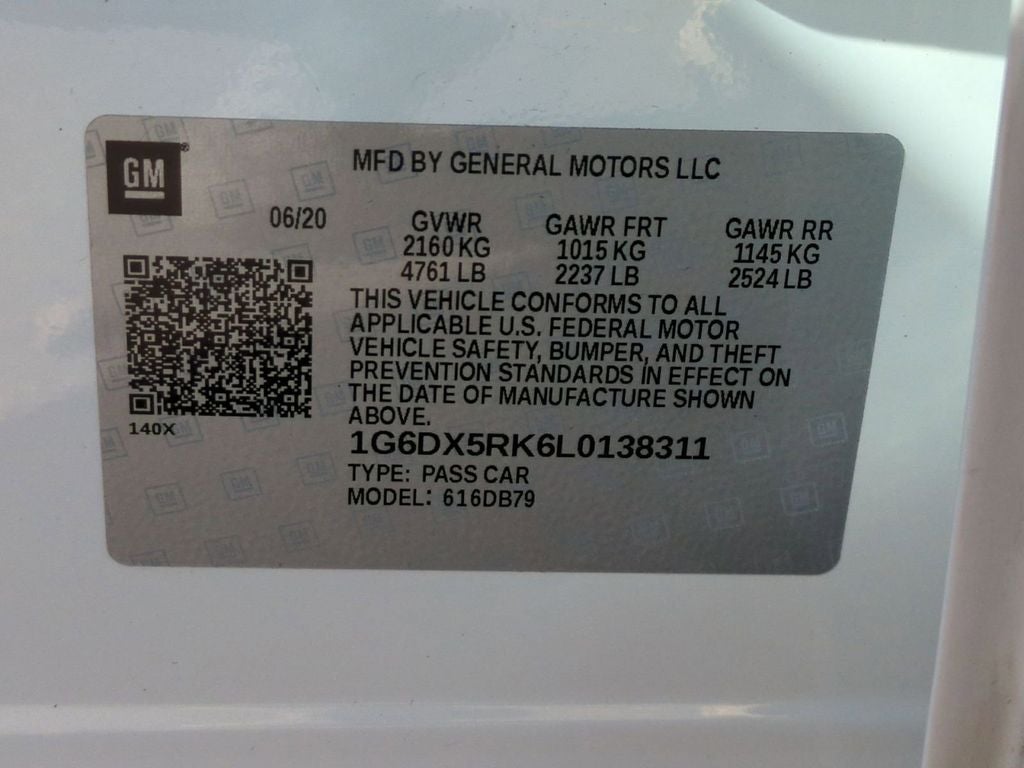 GM
MFD BY GENERAL MOTORS LLC
06/20 GVWR GAWR FRT GAWR RR
2160 KG 1015 KG 1145 KG
4761 LB 2237 LB 2524 LB
THIS VEHICLE CONFORMS TO ALL
APPLICABLE U.S. FEDERAL MOTOR
VEHICLE SAFETY, BUMPER, AND THEFT
PREVENTION STANDARDS IN EFFECT ON
THE DATE OF MANUFACTURE SHOWN
ABOVE.
140X
1G6DX5RK6L0138311
TYPE: PASS CAR
MODEL: 616DB79